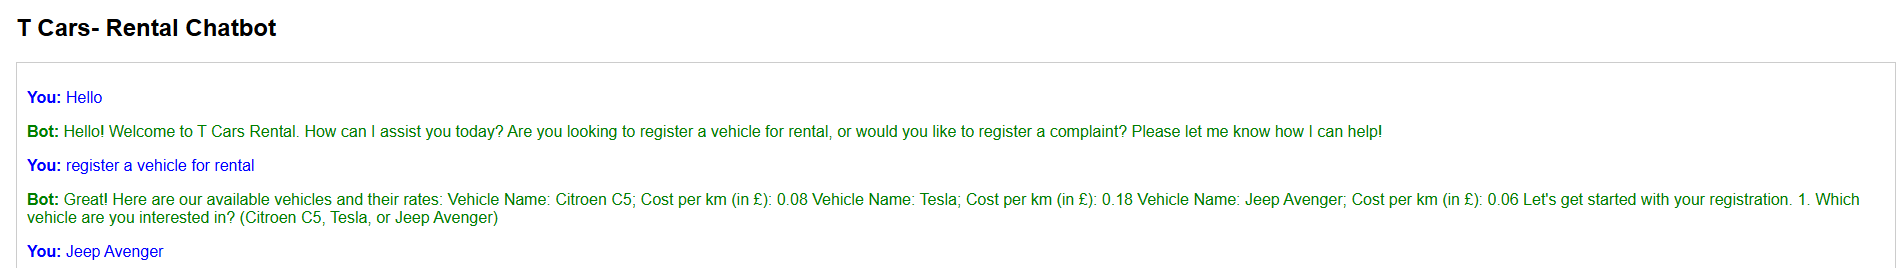 T Cars- Rental Chatbot
You: Hello
Bot: Hello! Welcome to T Cars Rental. How can I assist you today? Are you looking to register a vehicle for rental, or would you like to register a complaint? Please let me know how I can help!
You: register a vehicle for rental
Bot: Great! Here are our available vehicles and their rates: Vehicle Name: Citroen C5; Cost per km (in £): 0.08 Vehicle Name: Tesla; Cost per km (in £): 0.18 Vehicle Name: Jeep Avenger; Cost per km (in £): 0.06 Let's get started with your registration. 1. Which
vehicle are you interested in? (Citroen C5, Tesla, or Jeep Avenger)
You: Jeep Avenger